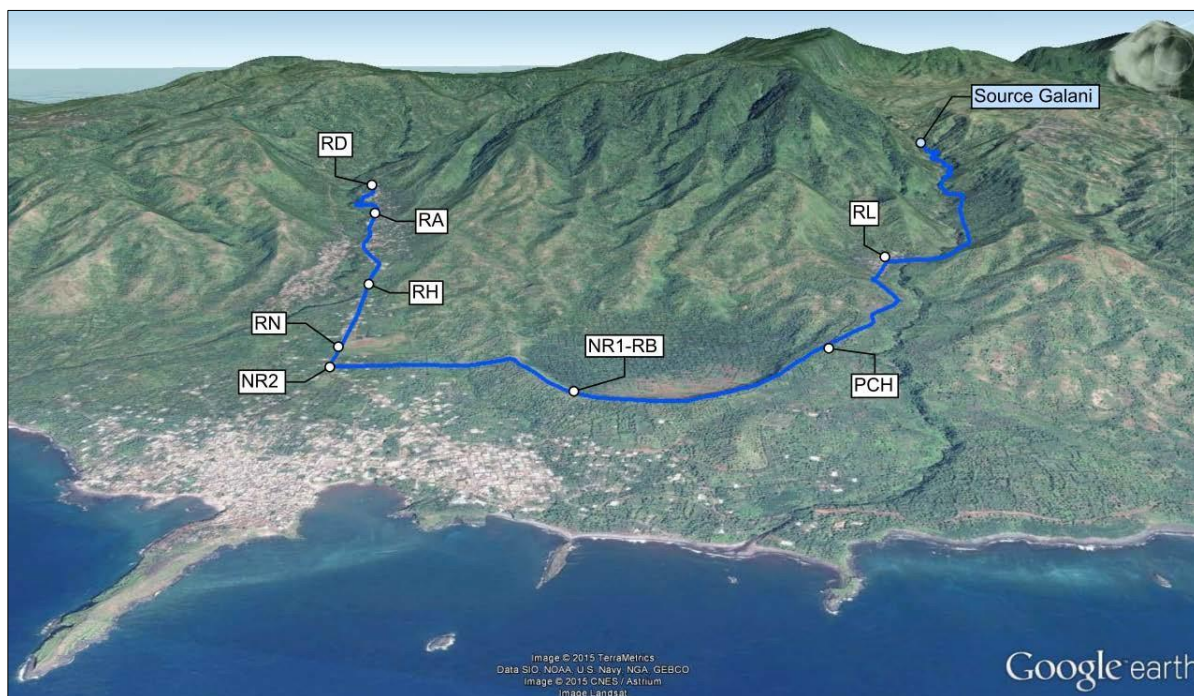 Source Galani
RD
RL
RA
RH
RN
NR1-RB
NR2
PCH
Image © 2015 TerraMetrics
Data SIO, NOAA, U.S. Navy, NGA, GEBCO
Image © 2015 CNES / Astrium
Image Landsat
Google earth